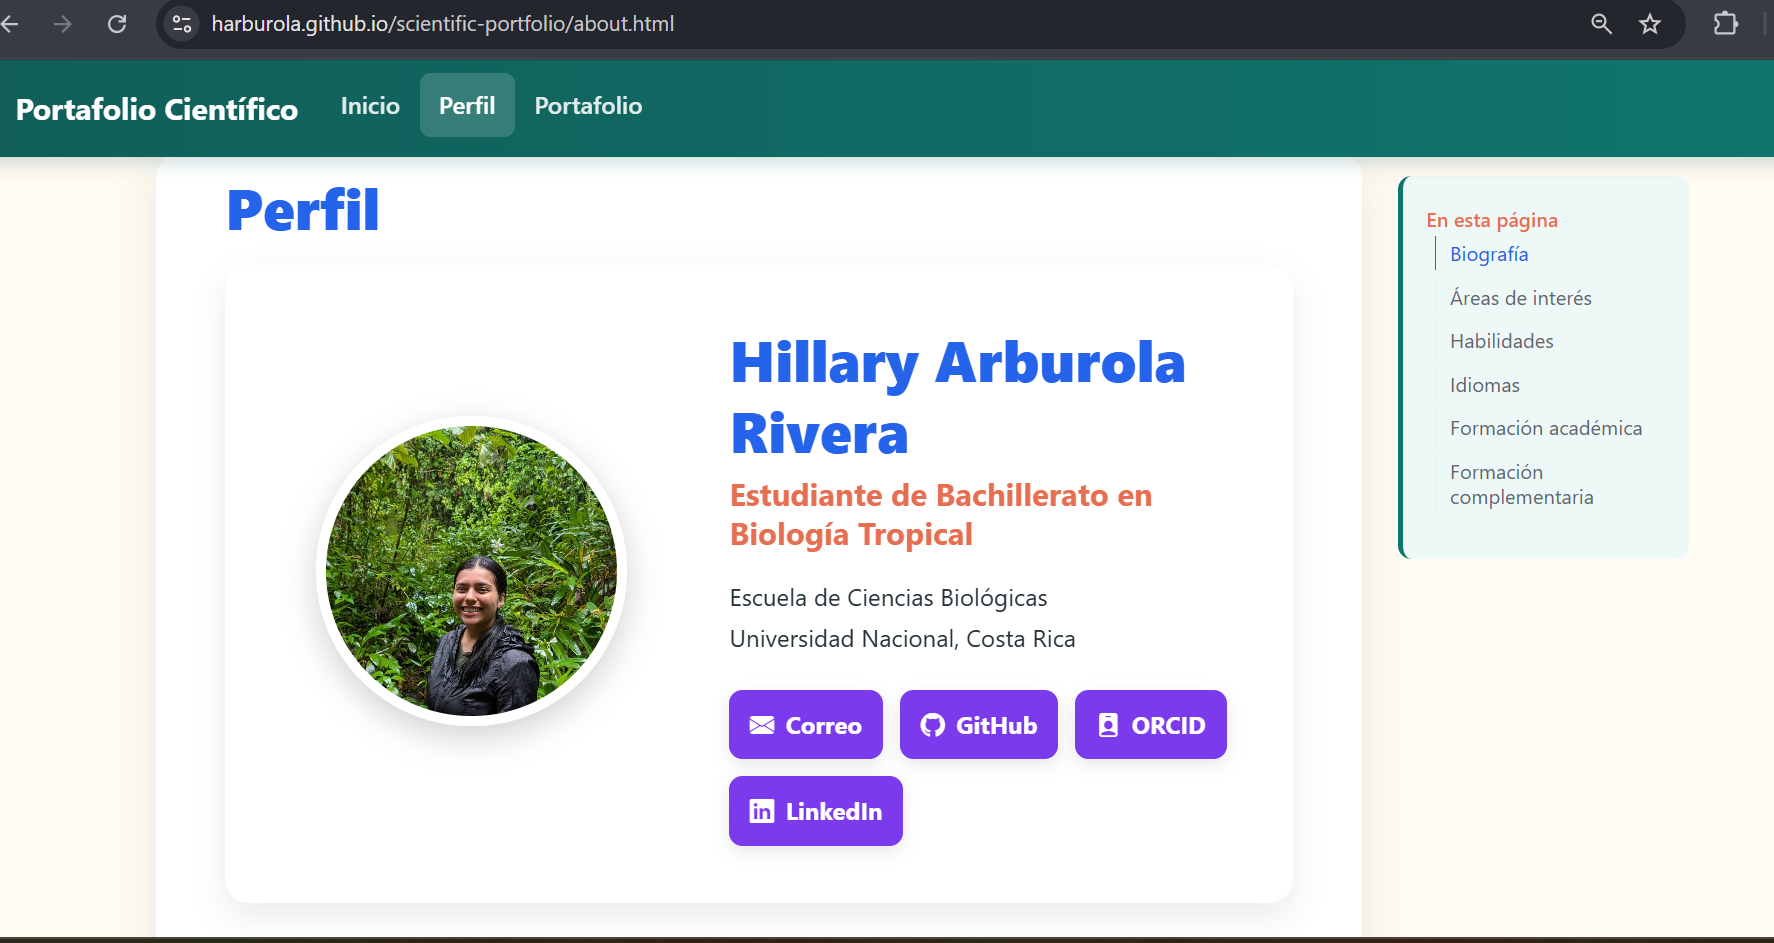 harburola.github.io/scientific-portfolio/about.html
Portafolio Científico
Inicio
Perfil
Portafolio
Perfil
Hillary Arburola
Rivera
Estudiante de Bachillerato en
Biología Tropical
Escuela de Ciencias Biológicas
Universidad Nacional, Costa Rica
Correo
GitHub
ORCID
LinkedIn
En esta página
Biografía
Áreas de interés
Habilidades
Idiomas
Formación académica
Formación
complementaria